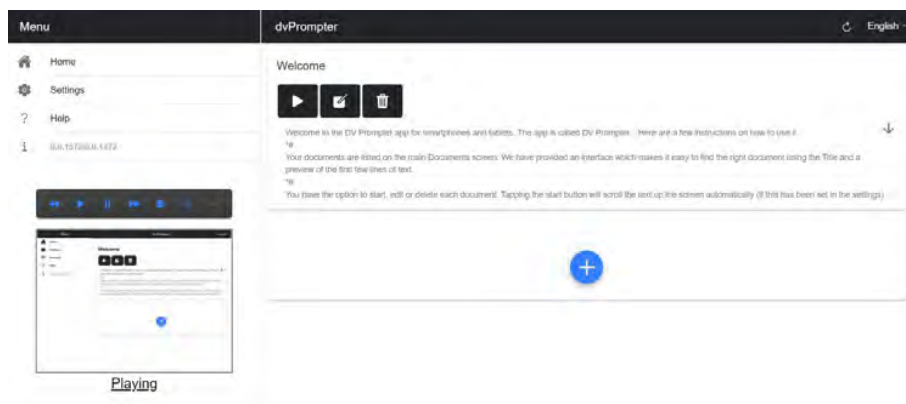 Menu
dvPrompter
English
Home
Settings
Help
Welcome
Welcome to the DV Prompter app for smartphones and tablets. The app is called DV Prompter. Here are a few instructions on how to use it.
Your documents are listed on the main Documents screen. We have provided an interface which makes it easy to find the right document using the Title and a
preview of the first few lines of text.
You have the option to start, edit or delete each document. Tapping the start button will scroll the text up the screen automatically (if this has been set in the settings)
Playing